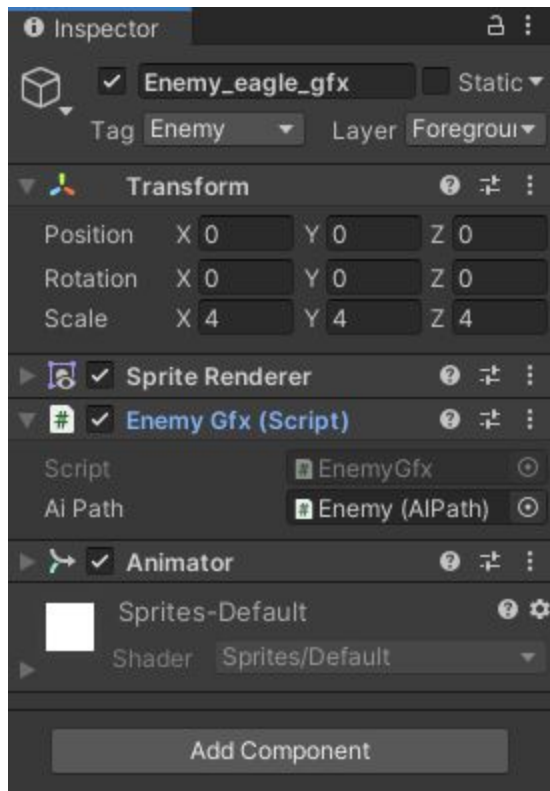 Inspector
Enemy_eagle_gfx Static
Tag Enemy Layer Foregroui
Transform
Position X 0 Y 0 Z 0
Rotation X 0 Y 0 Z 0
Scale X 4 Y 4 Z 4
Sprite Renderer
# Enemy Gfx (Script)
Script # EnemyGfx
Ai Path # Enemy (AIPath)
Animator
Sprites-Default
Shader Sprites/Default
Add Component